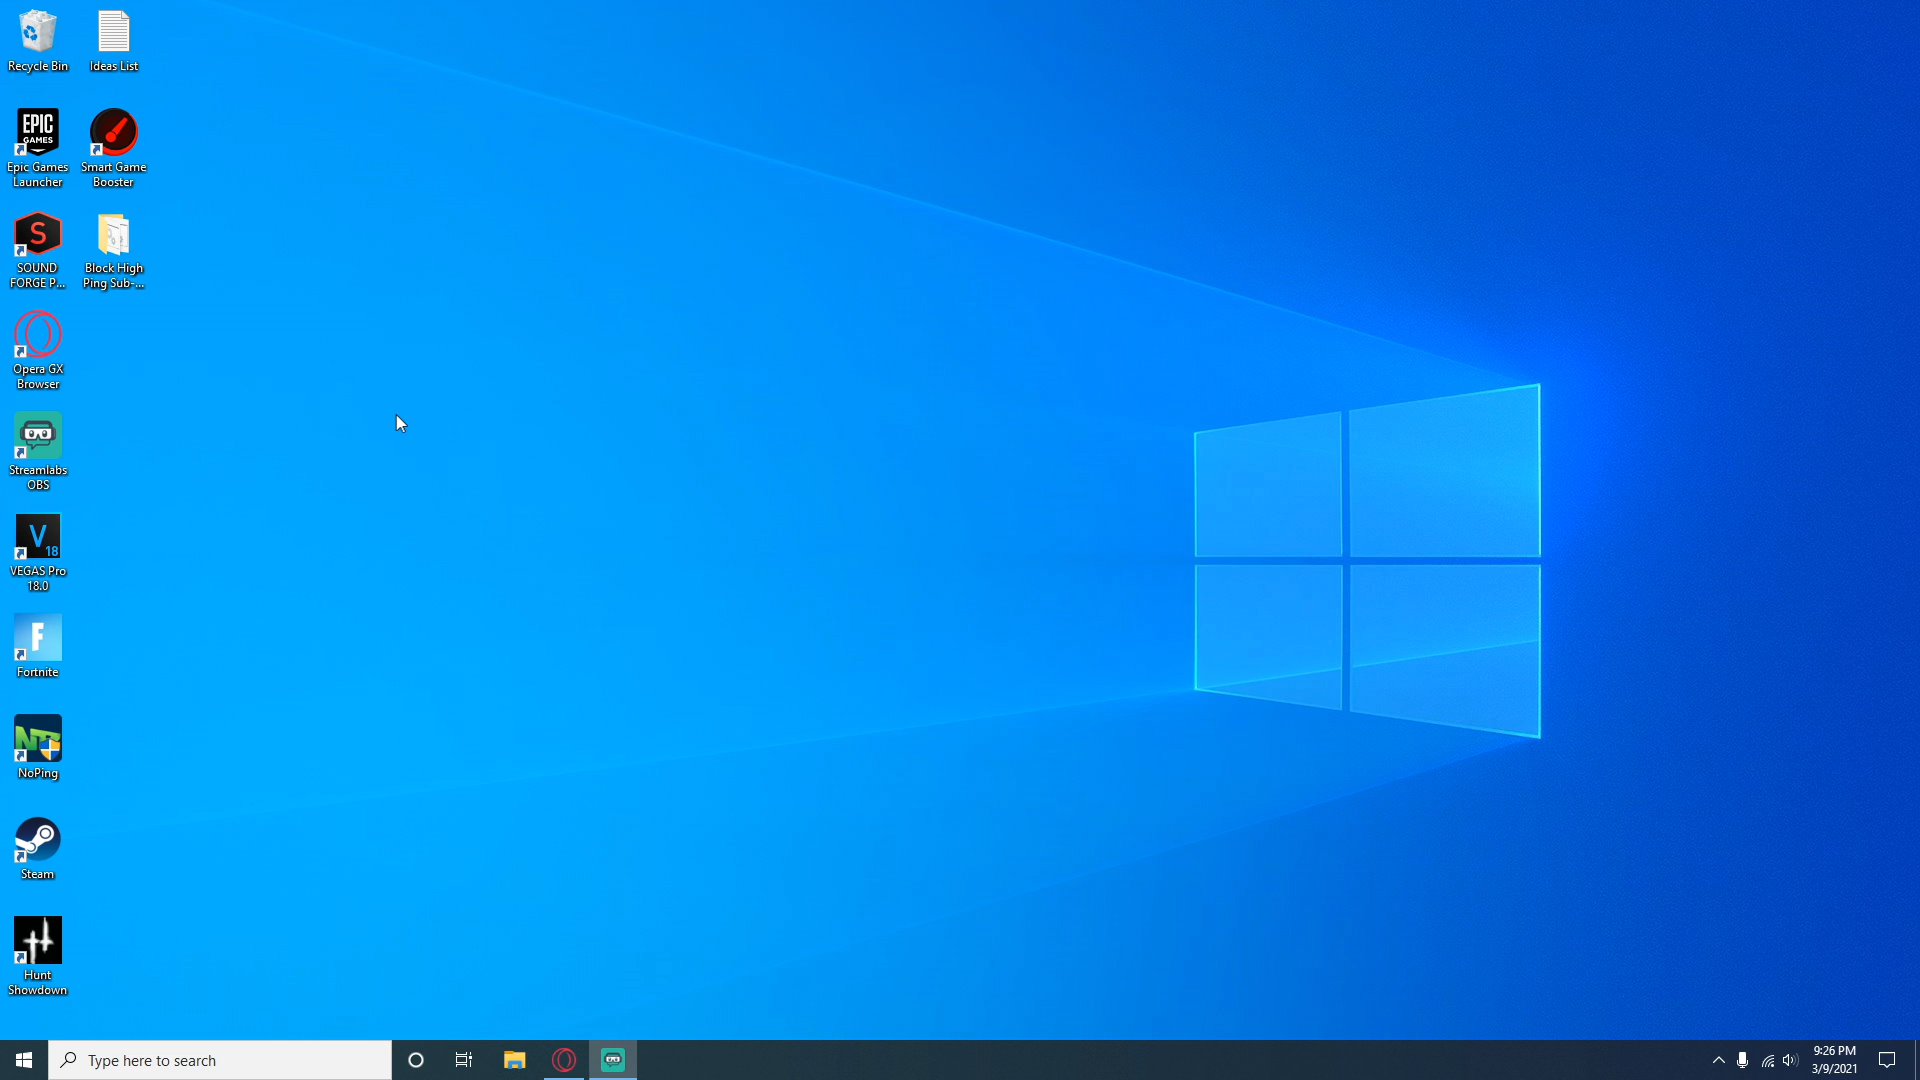 Recycle Bin
Ideas List
EPIC
GAMES
Epic Games
Launcher
Smart Game
Booster
S
SOUND
FORGE P...
Block High
Ping Sub-...
Opera GX
Browser
Streamlabs
OBS
V
18
VEGAS Pro
18.0
F
Fortnite
NoPing
Steam
Hunt
Showdown
Type here to search
9:26 PM
3/9/2021